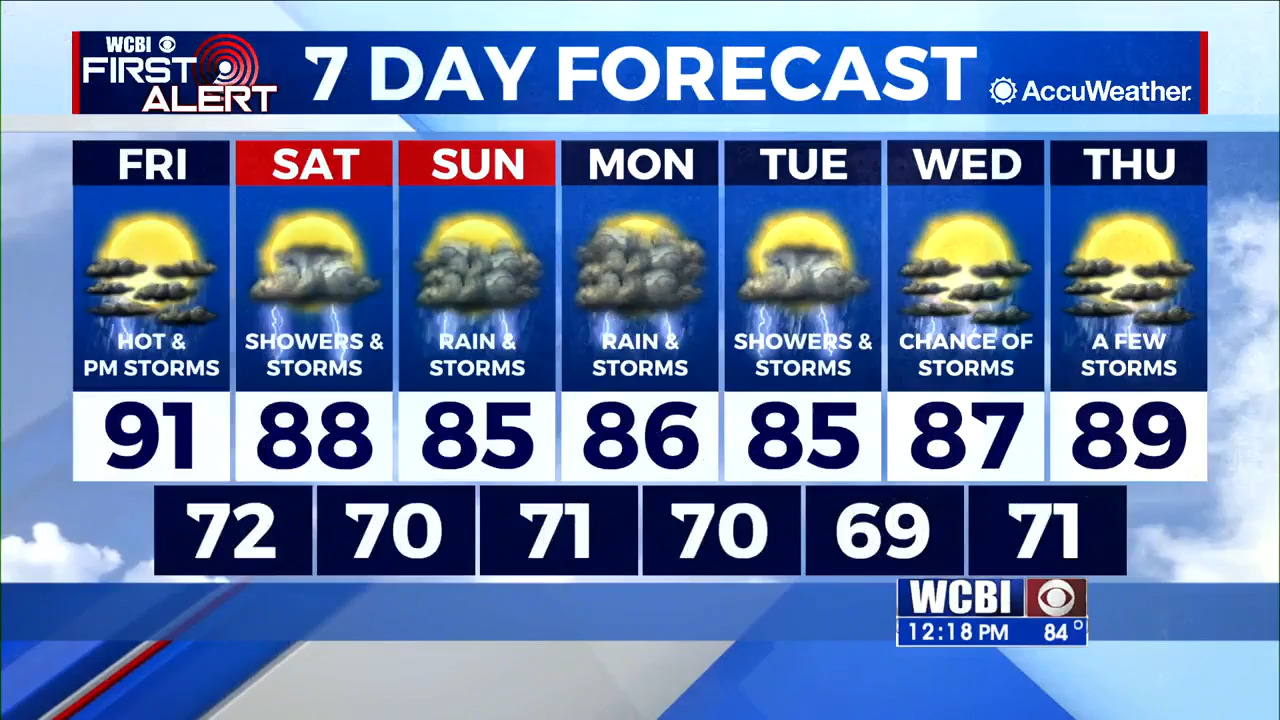 WCBI
FIRST
ALERT
7 DAY FORECAST
AccuWeather.
FRI
SAT
SUN
MON
TUE
WED
THU
HOT &
PM STORMS
SHOWERS &
STORMS
RAIN &
STORMS
RAIN &
STORMS
SHOWERS &
STORMS
CHANCE OF
STORMS
A FEW
STORMS
91
88
85
86
85
87
89
72
70
71
70
69
71
WCBI
12:18 PM 84°